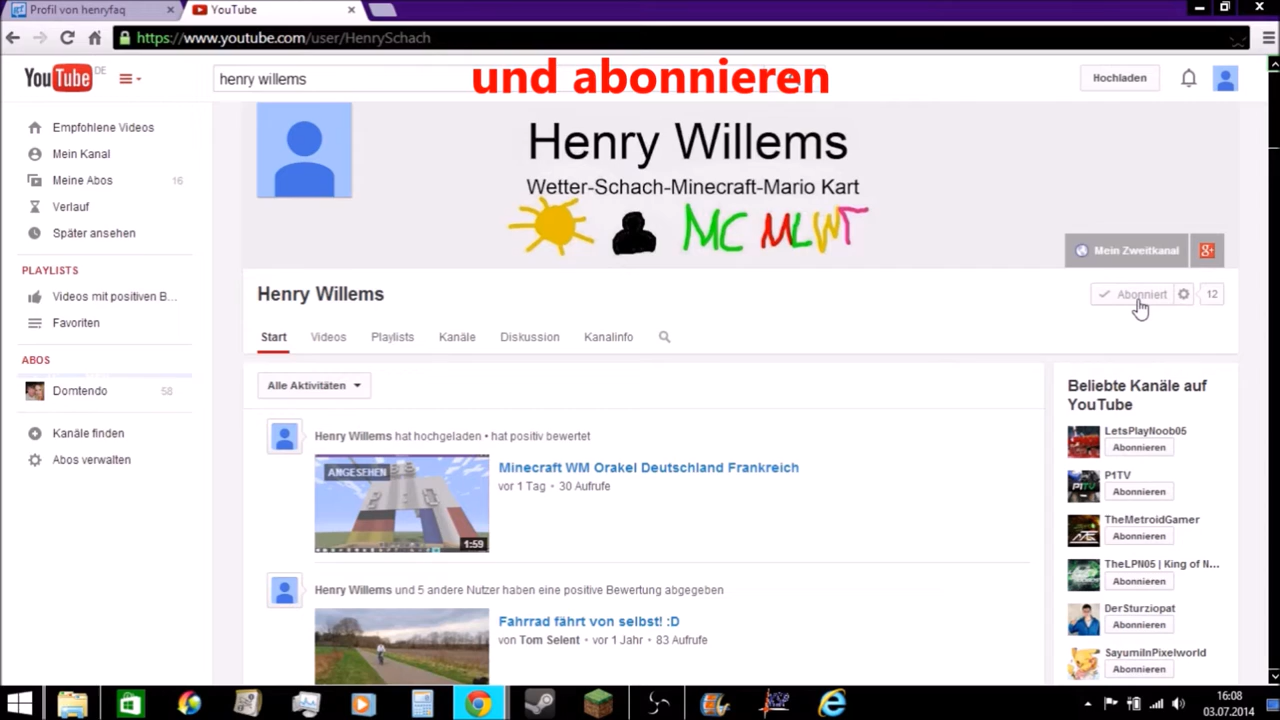 Profil von henryfaq
YouTube
https://www.youtube.com/user/HenrySchach
YouTube DE
henry willems
und abonnieren
Hochladen
Empfohlene Videos
Mein Kanal
Meine Abos 16
Verlauf
Später ansehen
PLAYLISTS
Videos mit positiven B...
Favoriten
ABOS
Domtendo 58
Kanäle finden
Abos verwalten
Henry Willems
Wetter-Schach-Minecraft-Mario Kart
MC MLWT
Mein Zweitkanal
Henry Willems
Abonniert 12
Start Videos Playlists Kanäle Diskussion Kanalinfo
Alle Aktivitäten
Henry Willems hat hochgeladen • hat positiv bewertet
ANGESEHEN
1:59
Minecraft WM Orakel Deutschland Frankreich
vor 1 Tag • 30 Aufrufe
Henry Willems und 5 andere Nutzer haben eine positive Bewertung abgegeben
Fahrrad fährt von selbst! :D
von Tom Selent • vor 1 Jahr • 83 Aufrufe
Beliebte Kanäle auf
YouTube
LetsPlayNoob05
Abonnieren
P1TV
Abonnieren
TheMetroidGamer
Abonnieren
TheLPN05 | King of N...
Abonnieren
DerSturziopat
Abonnieren
SayumiInPixelworld
Abonnieren
16:08
03.07.2014